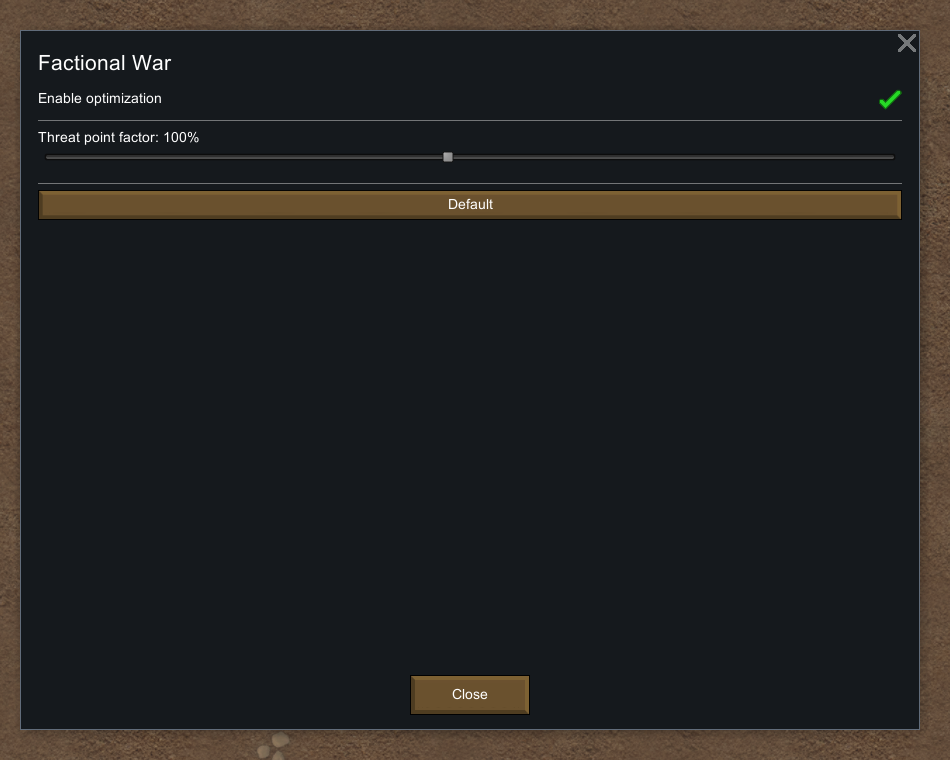 Factional War
Enable optimization
Threat point factor: 100%
Default
Close